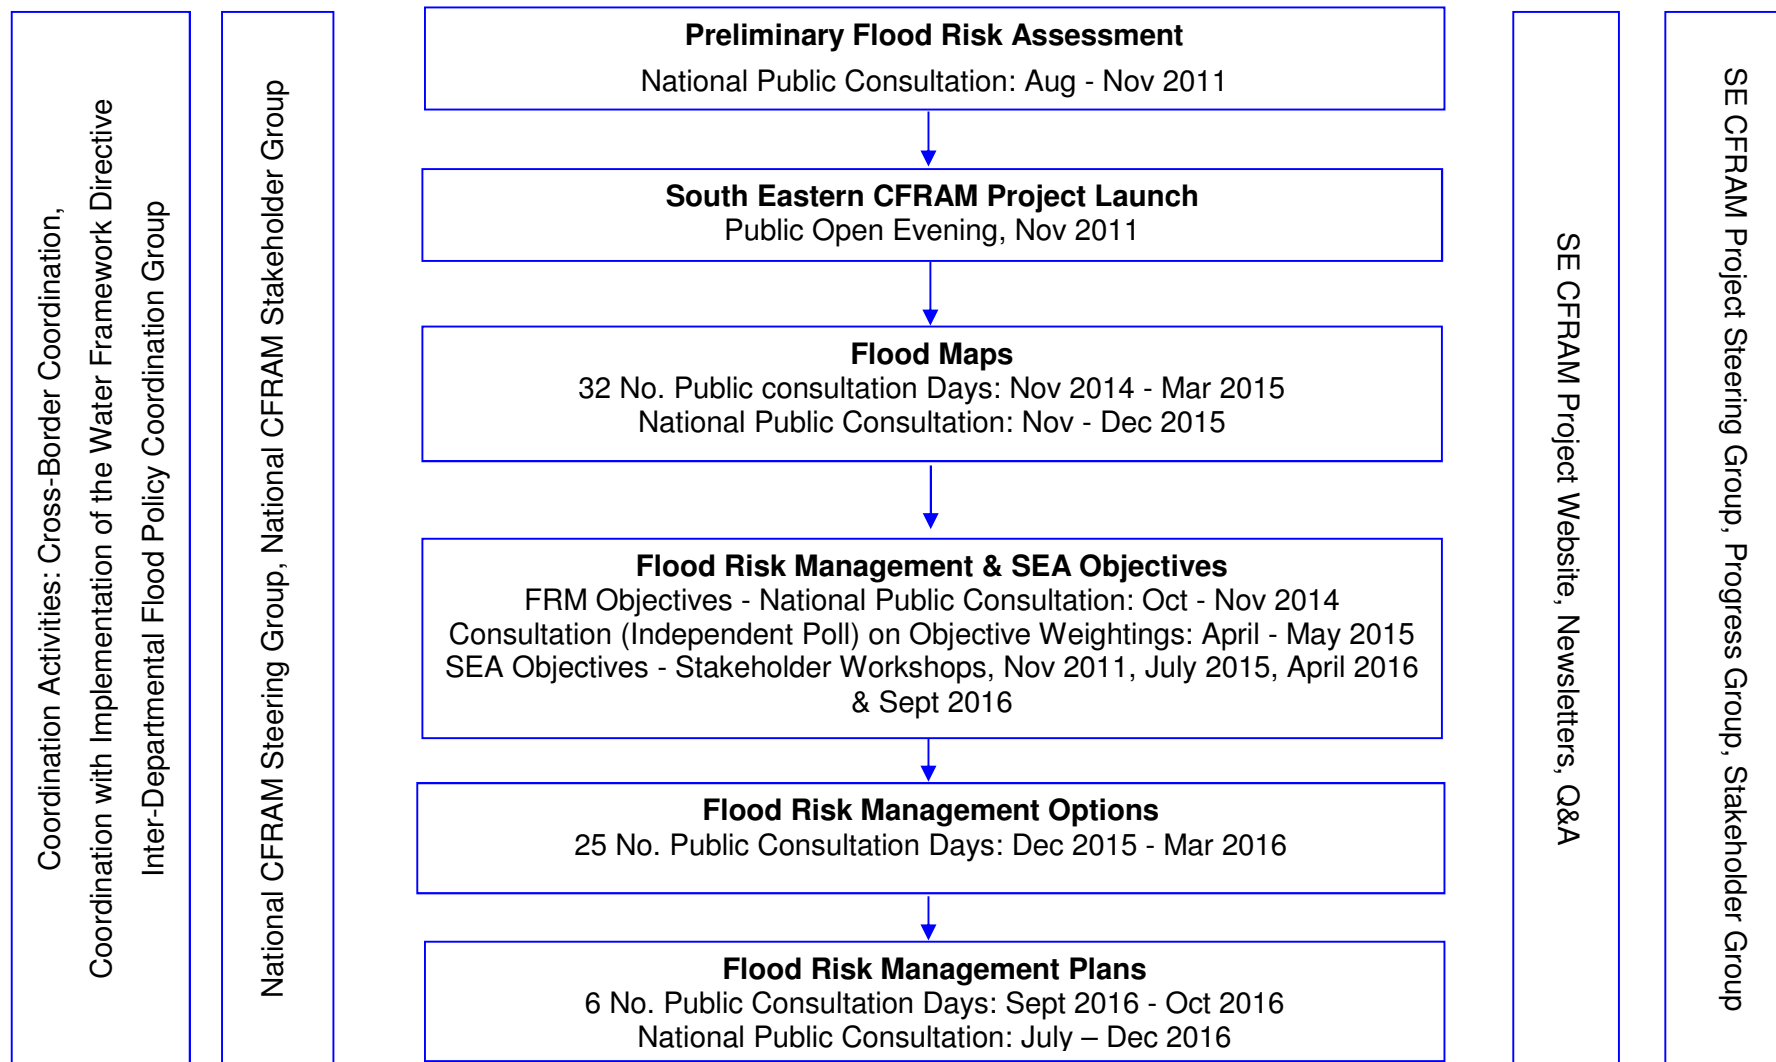 Coordination Activities: Cross-Border Coordination,
Coordination with Implementation of the Water Framework Directive
Inter-Departmental Flood Policy Coordination Group
National CFRAM Steering Group, National CFRAM Stakeholder Group
Preliminary Flood Risk Assessment
National Public Consultation: Aug - Nov 2011
South Eastern CFRAM Project Launch
Public Open Evening, Nov 2011
Flood Maps
32 No. Public consultation Days: Nov 2014 - Mar 2015
National Public Consultation: Nov - Dec 2015
Flood Risk Management & SEA Objectives
FRM Objectives - National Public Consultation: Oct - Nov 2014
Consultation (Independent Poll) on Objective Weightings: April - May 2015
SEA Objectives - Stakeholder Workshops, Nov 2011, July 2015, April 2016
& Sept 2016
Flood Risk Management Options
25 No. Public Consultation Days: Dec 2015 - Mar 2016
Flood Risk Management Plans
6 No. Public Consultation Days: Sept 2016 - Oct 2016
National Public Consultation: July – Dec 2016
SE CFRAM Project Website, Newsletters, Q&A
SE CFRAM Project Steering Group, Progress Group, Stakeholder Group